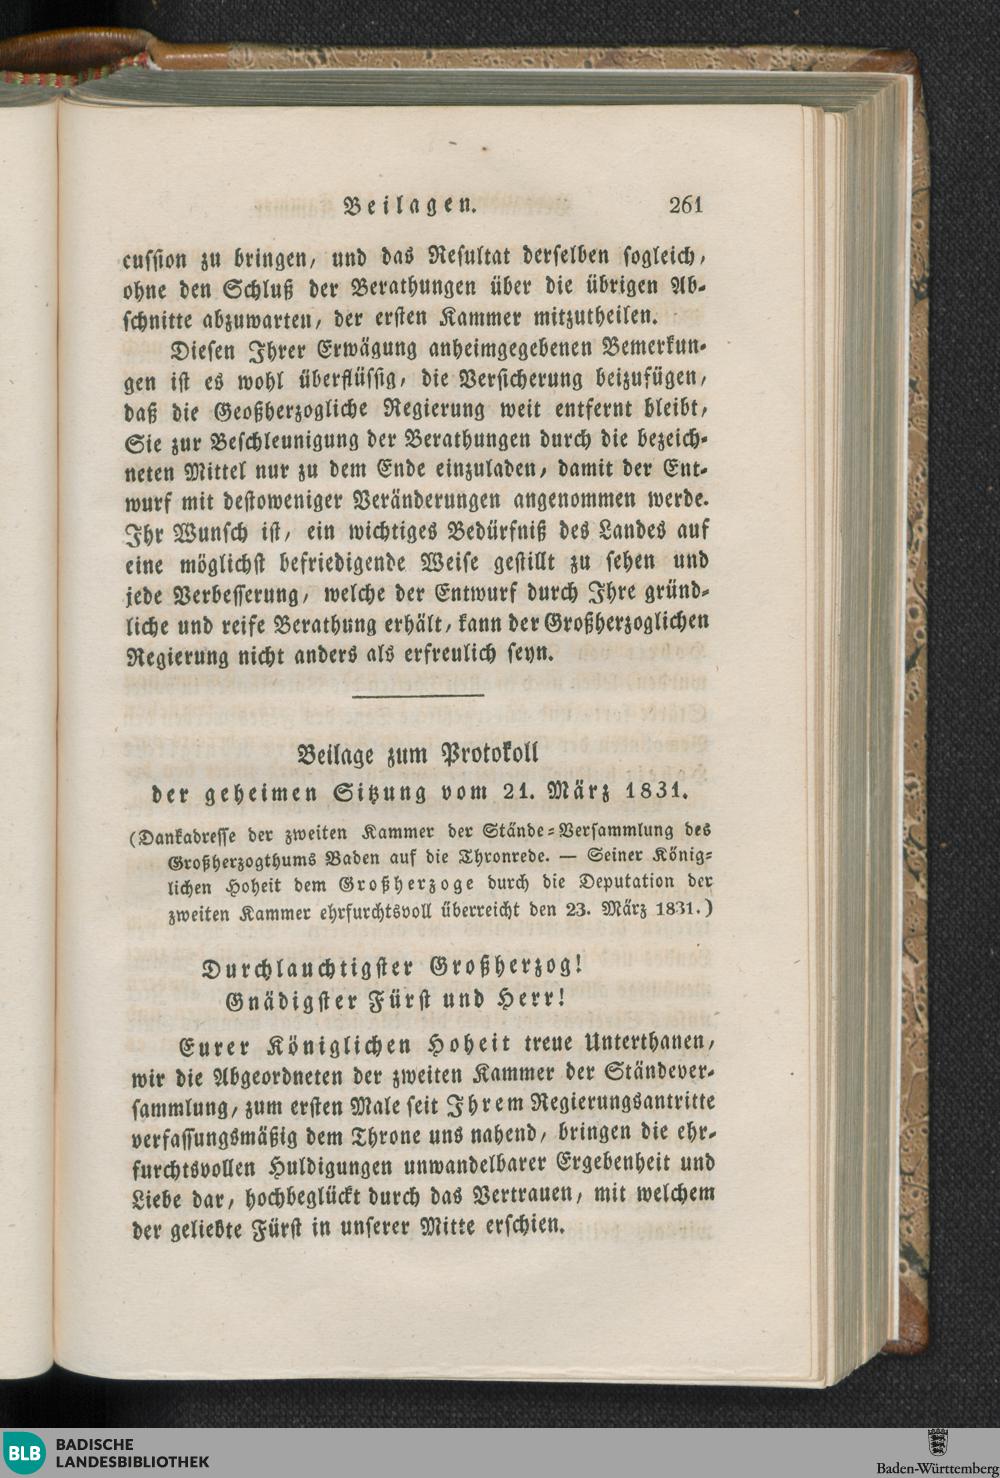 Beilagen. 261
cussion zu bringen, und das Resultat derselben sogleich,
ohne den Schluß der Berathungen über die übrigen Ab-
schnitte abzuwarten, der ersten Kammer mitzutheilen.
Diesen Ihrer Erwägung anheimgegebenen Bemerkun-
gen ist es wohl überflüssig, die Versicherung beizufügen,
daß die Geoßherzogliche Regierung weit entfernt bleibt,
Sie zur Beschleunigung der Berathungen durch die bezeich-
neten Mittel nur zu dem Ende einzuladen, damit der Ent-
wurf mit destoweniger Veränderungen angenommen werde.
Ihr Wunsch ist, ein wichtiges Bedürfniß des Landes auf
eine möglichst befriedigende Weise gestillt zu sehen und
jede Verbesserung, welche der Entwurf durch Ihre gründ-
liche und reife Berathung erhält, kann der Großherzoglichen
Regierung nicht anders als erfreulich seyn.
Beilage zum Protokoll
der geheimen Sitzung vom 21. März 1831.
(Dankadresse der zweiten Kammer der Stände-Versammlung des
Großherzogthums Baden auf die Thronrede. — Seiner König-
lichen Hoheit dem Großherzoge durch die Deputation der
zweiten Kammer ehrfurchtsvoll überreicht den 23. März 1831.)
Durchlauchtigster Großherzog!
Gnädigster Fürst und Herr!
Eurer Königlichen Hoheit treue Unterthanen,
wir die Abgeordneten der zweiten Kammer der Ständever-
sammlung, zum ersten Male seit Ihrem Regierungsantritte
verfassungsmäßig dem Throne uns nahend, bringen die ehr-
furchtsvollen Huldigungen unwandelbarer Ergebenheit und
Liebe dar, hochbeglückt durch das Vertrauen, mit welchem
der geliebte Fürst in unserer Mitte erschien.
BLB BADISCHE
LANDESBIBLIOTHEK
Baden-Württemberg